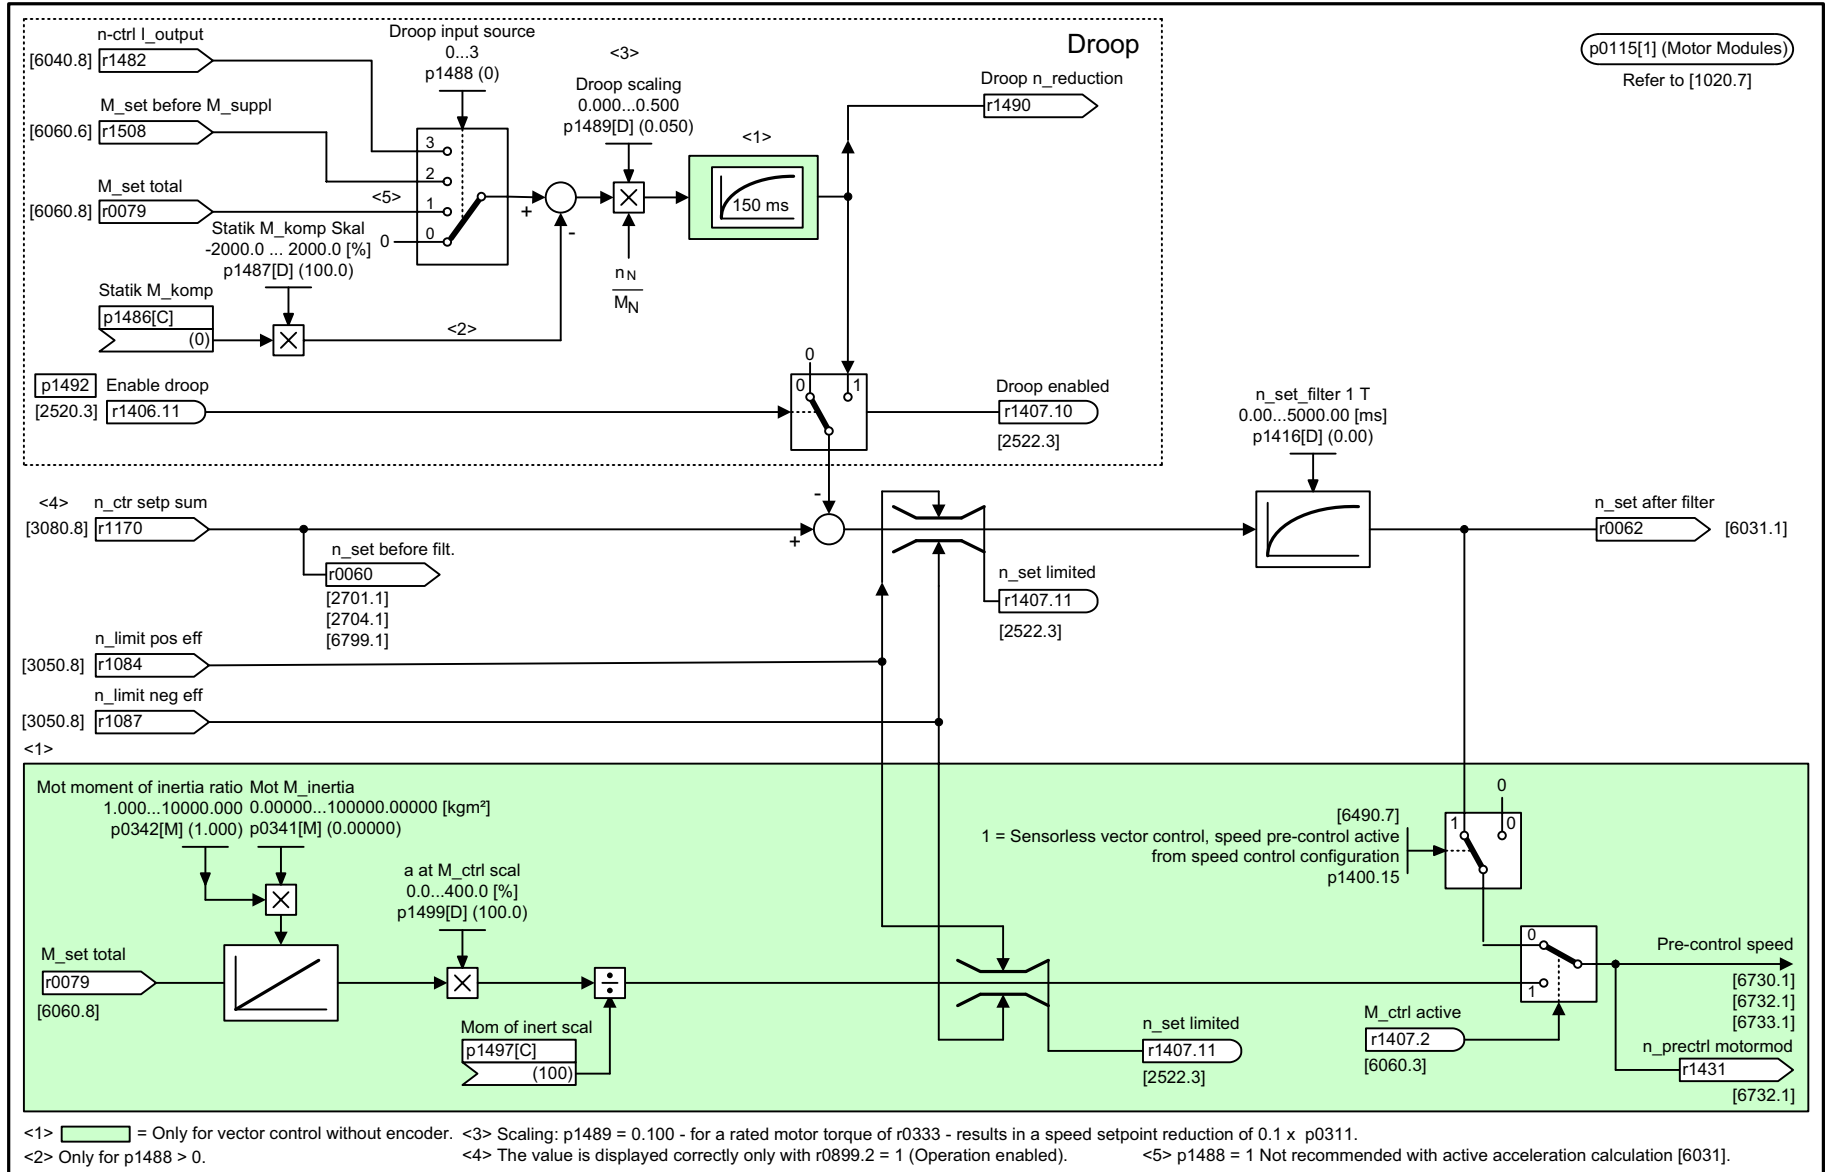 Droop
p0115[1] (Motor Modules)
Refer to [1020.7]
n-ctrl I_output
[6040.8] r1482
M_set before M_suppl
[6060.6] r1508
M_set total
[6060.8] r0079
<5>
Droop input source
0...3
p1488 (0)
3
2
1
0 0
+
-
<3>
Droop scaling
0.000...0.500
p1489[D] (0.050)
×
nN
MN
<1>
150 ms
Droop n_reduction
r1490
Statik M_komp Skal
-2000.0 ... 2000.0 [%]
p1487[D] (100.0)
Statik M_komp
p1486[C]
(0)
×
<2>
p1492 Enable droop
[2520.3] r1406.11
0
0 1
Droop enabled
r1407.10
[2522.3]
n_set_filter 1 T
0.00...5000.00 [ms]
p1416[D] (0.00)
<4> n_ctr setp sum
[3080.8] r1170
+
-
n_set before filt.
r0060
[2701.1]
[2704.1]
[6799.1]
n_set limited
r1407.11
[2522.3]
n_set after filter
r0062 [6031.1]
n_limit pos eff
[3050.8] r1084
n_limit neg eff
[3050.8] r1087
<1>
Mot moment of inertia ratio
1.000...10000.000
p0342[M] (1.000)
Mot M_inertia
0.00000...100000.00000 [kgm²]
p0341[M] (0.00000)
×
a at M_ctrl scal
0.0...400.0 [%]
p1499[D] (100.0)
×
÷
M_set total
r0079
[6060.8]
Mom of inert scal
p1497[C]
(100)
n_set limited
r1407.11
[2522.3]
[6490.7]
1 = Sensorless vector control, speed pre-control active
from speed control configuration
p1400.15
0
1 0
0
1
M_ctrl active
r1407.2
[6060.3]
Pre-control speed
[6730.1]
[6732.1]
[6733.1]
n_prectrl motormod
r1431
[6732.1]
<1> = Only for vector control without encoder. <3> Scaling: p1489 = 0.100 - for a rated motor torque of r0333 - results in a speed setpoint reduction of 0.1 x p0311.
<2> Only for p1488 > 0. <4> The value is displayed correctly only with r0899.2 = 1 (Operation enabled). <5> p1488 = 1 Not recommended with active acceleration calculation [6031].